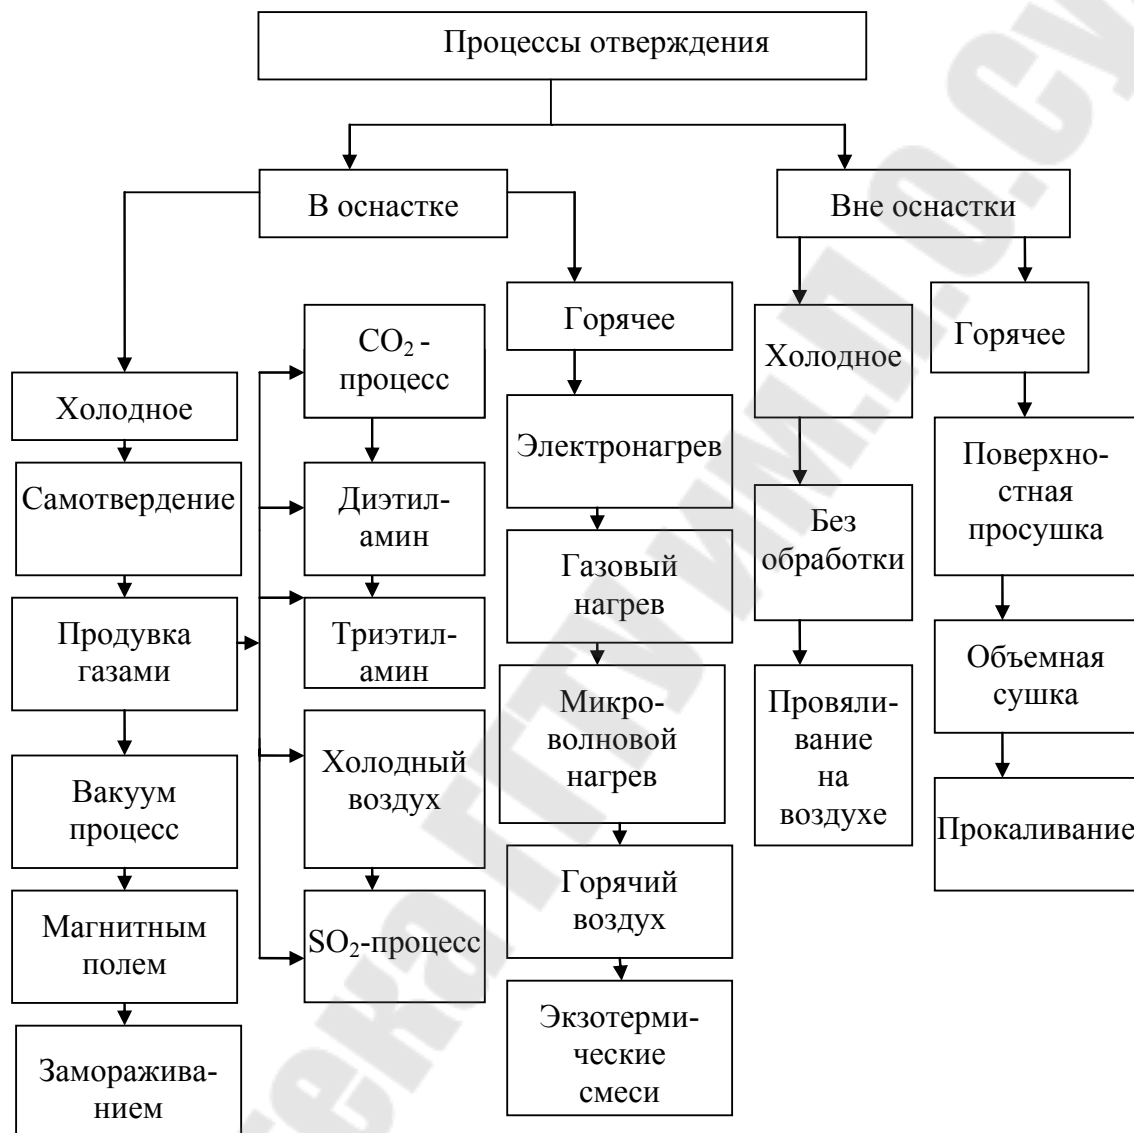 Процессы отверждения
В оснастке
Вне оснастки
Холодное
Самотвердение
Продувка
газами
Вакуум
процесс
Магнитным
полем
Заморажива-
нием
CO₂ -
процесс
Диэтил-
амин
Триэтил-
амин
Холодный
воздух
SO₂-процесс
Горячее
Электронагрев
Газовый
нагрев
Микро-
волновой
нагрев
Горячий
воздух
Экзотерми-
ческие
смеси
Холодное
Без
обработки
Провяли-
вание
на
воздухе
Горячее
Поверхно-
стная
просушка
Объемная
сушка
Прокаливание